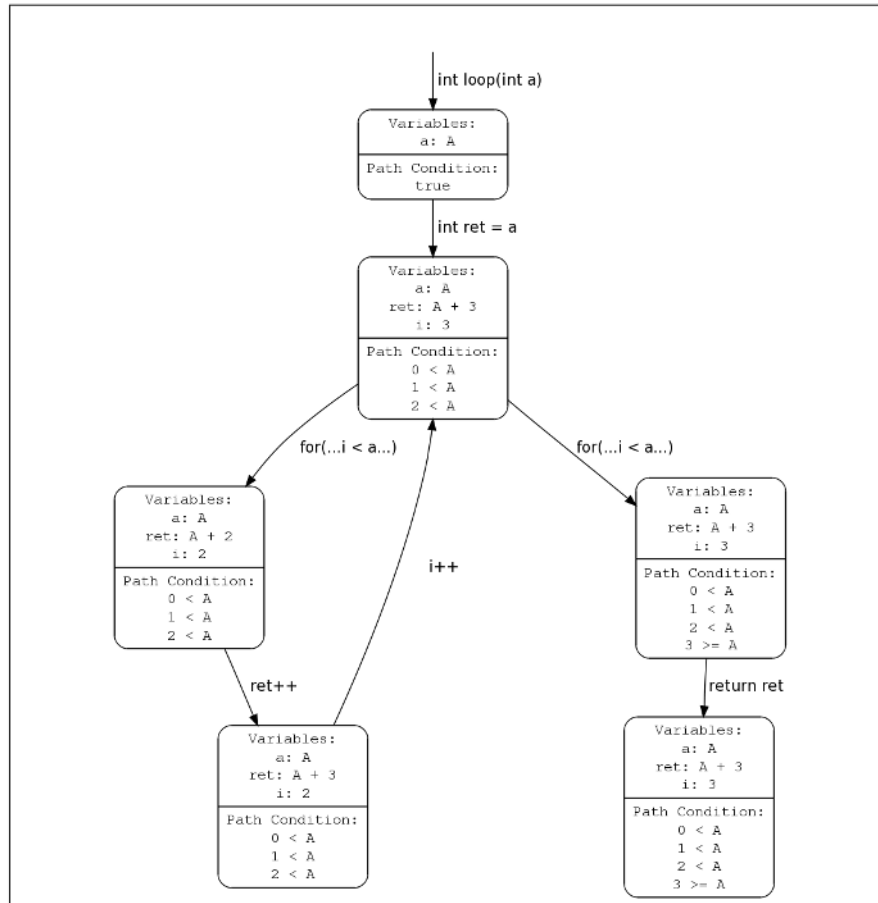 int loop(int a)
Variables:
a: A
Path Condition:
true
int ret = a
Variables:
a: A
ret: A + 3
i: 3
Path Condition:
0 < A
1 < A
2 < A
for(...i < a...)
for(...i < a...)
Variables:
a: A
ret: A + 2
i: 2
Path Condition:
0 < A
1 < A
2 < A
Variables:
a: A
ret: A + 3
i: 3
Path Condition:
0 < A
1 < A
2 < A
3 >= A
i++
ret++
return ret
Variables:
a: A
ret: A + 3
i: 2
Path Condition:
0 < A
1 < A
2 < A
Variables:
a: A
ret: A + 3
i: 3
Path Condition:
0 < A
1 < A
2 < A
3 >= A